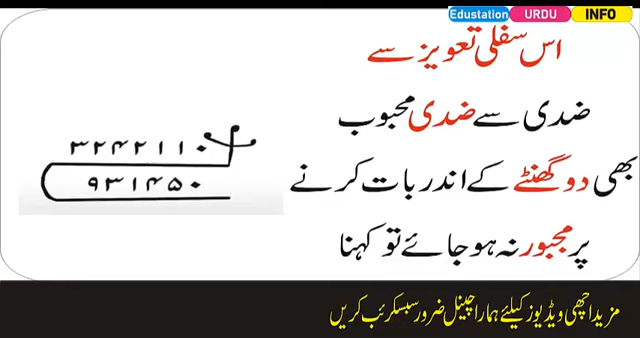 Edustation URDU INFO
اس سفلی تعویز سے
ضدی سے ضدی محبوب
بھی دو گھنٹے کے اندر بات کرنے
پر مجبور نہ ہو جائے تو کہنا
۳۲۴۲۱۱۰
۹۳۱۴۵۰
مزید اچھی ویڈیوز کیلئے ہمارا چینل ضرور سبسکرائب کریں